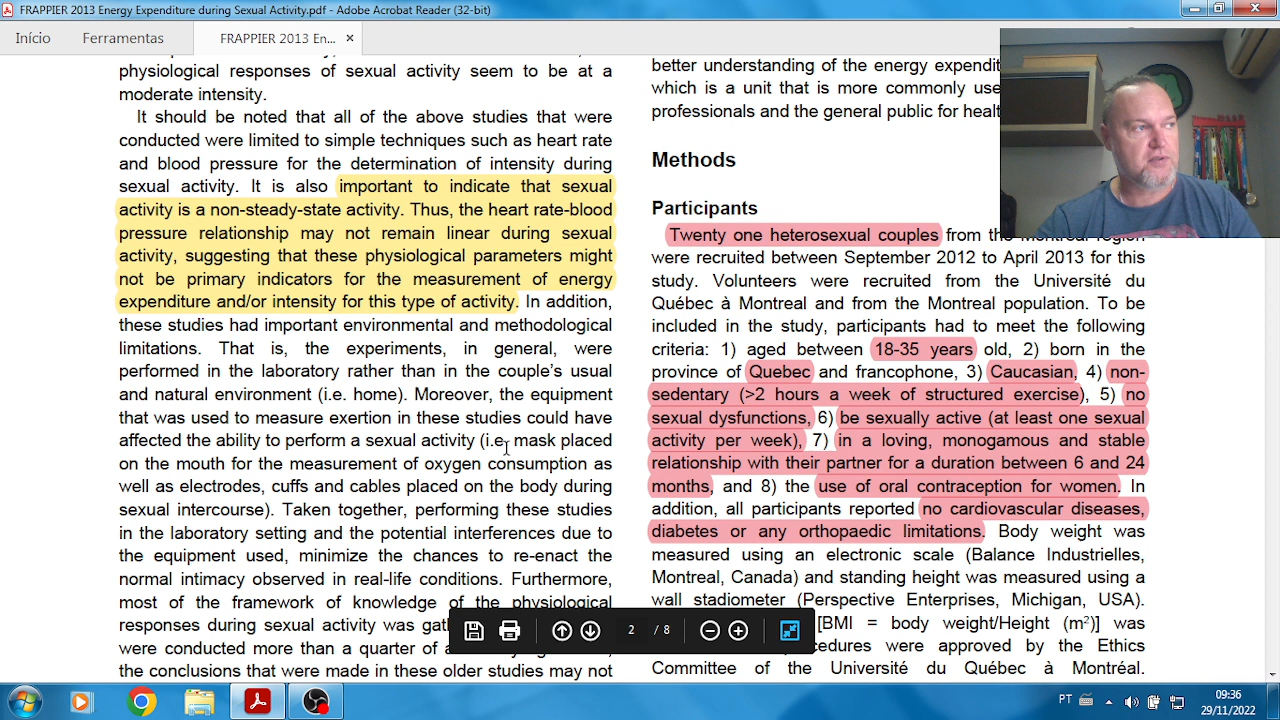 FRAPPIER 2013 Energy Expenditure during Sexual Activity.pdf - Adobe Acrobat Reader (32-bit)
Início
Ferramentas
FRAPPIER 2013 En...
physiological responses of sexual activity seem to be at a
moderate intensity.
It should be noted that all of the above studies that were
conducted were limited to simple techniques such as heart rate
and blood pressure for the determination of intensity during
sexual activity. It is also important to indicate that sexual
activity is a non-steady-state activity. Thus, the heart rate-blood
pressure relationship may not remain linear during sexual
activity, suggesting that these physiological parameters might
not be primary indicators for the measurement of energy
expenditure and/or intensity for this type of activity. In addition,
these studies had important environmental and methodological
limitations. That is, the experiments, in general, were
performed in the laboratory rather than in the couple's usual
and natural environment (i.e. home). Moreover, the equipment
that was used to measure exertion in these studies could have
affected the ability to perform a sexual activity (i.e. mask placed
on the mouth for the measurement of oxygen consumption as
well as electrodes, cuffs and cables placed on the body during
sexual intercourse). Taken together, performing these studies
in the laboratory setting and the potential interferences due to
the equipment used, minimize the chances to re-enact the
normal intimacy observed in real-life conditions. Furthermore,
most of the framework of knowledge of the physiological
responses during sexual activity was
were conducted more than a quarter of a
the conclusions that were made in these older studies may not
better understanding of the energy
which is a unit that is more commonly
professionals and the general public for
Methods
Participants
Twenty one heterosexual couples from the Montreal region
were recruited between September 2012 to April 2013 for this
study. Volunteers were recruited from the Université du
Québec à Montreal and from the Montreal population. To be
included in the study, participants had to meet the following
criteria: 1) aged between 18-35 years old, 2) born in the
province of Quebec and francophone, 3) Caucasian, 4) non-
sedentary (>2 hours a week of structured exercise), 5) no
sexual dysfunctions, 6) be sexually active (at least one sexual
activity per week), 7) in a loving, monogamous and stable
relationship with their partner for a duration between 6 and 24
months, and 8) the use of oral contraception for women. In
addition, all participants reported no cardiovascular diseases,
diabetes or any orthopaedic limitations. Body weight was
measured using an electronic scale (Balance Industrielles,
Montreal, Canada) and standing height was measured using a
wall stadiometer (Perspective Enterprises, Michigan, USA).
[BMI = body weight/Height (m²)] was
were approved by the Ethics
Committee of the Université du Québec à Montréal.
2 / 8
PT
09:36
29/11/2022